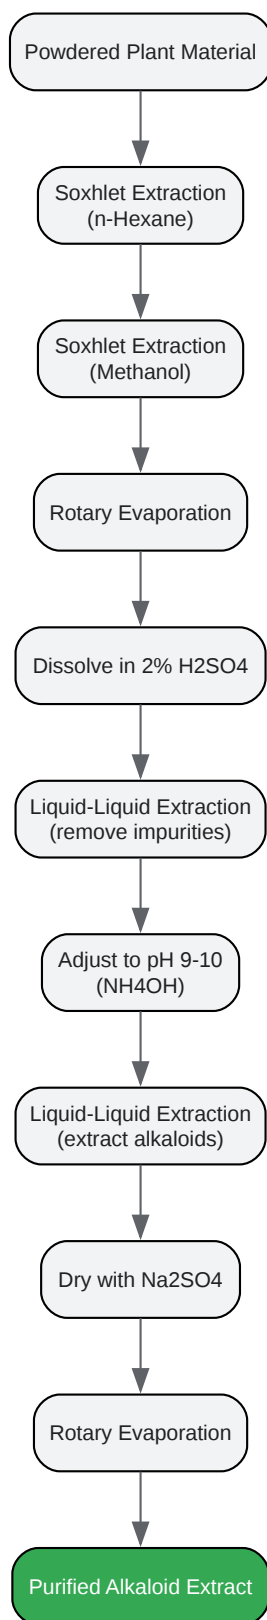 Powdered Plant Material
Soxhlet Extraction
(n-Hexane)
Soxhlet Extraction
(Methanol)
Rotary Evaporation
Dissolve in 2% H2SO4
Liquid-Liquid Extraction
(remove impurities)
Adjust to pH 9-10
(NH4OH)
Liquid-Liquid Extraction
(extract alkaloids)
Dry with Na2SO4
Rotary Evaporation
Purified Alkaloid Extract